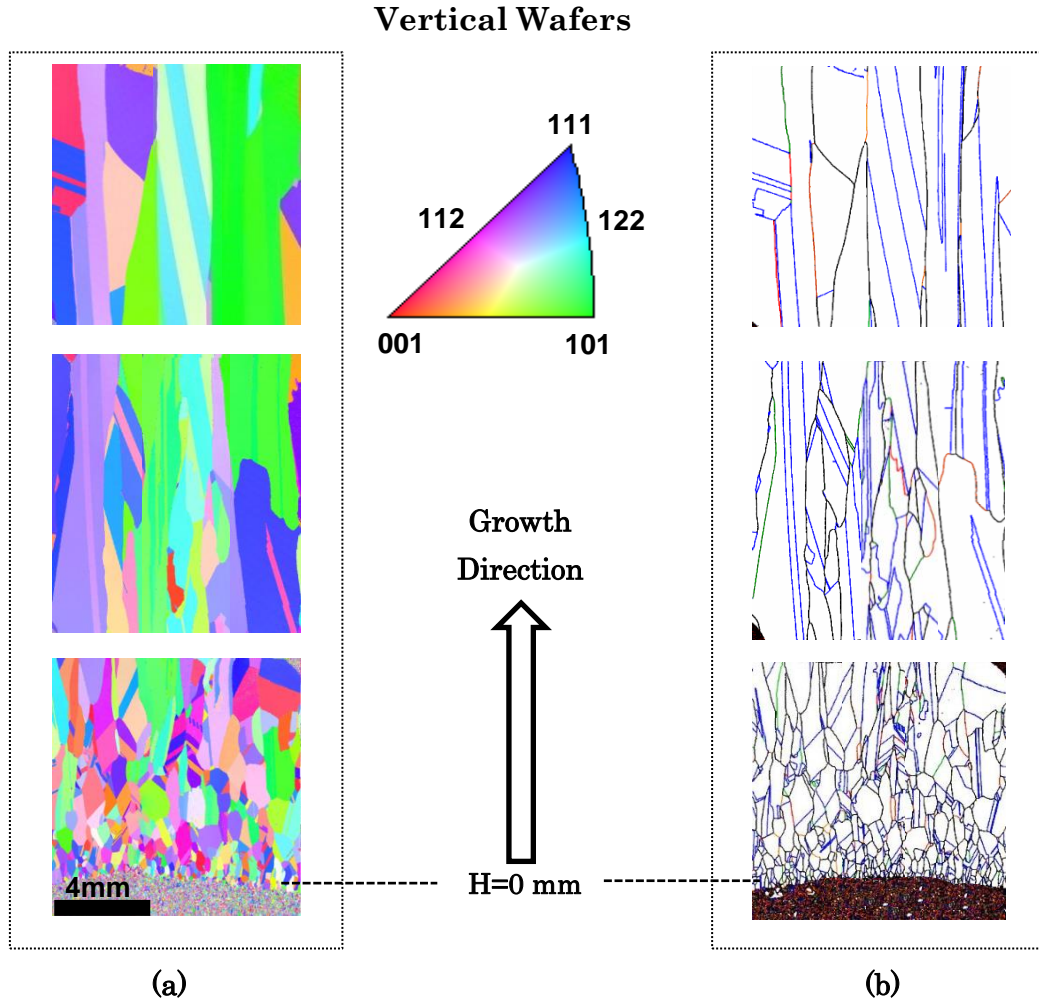 Vertical Wafers
111
112
122
001
101
Growth
Direction
4mm
H=0 mm
(a)
(b)